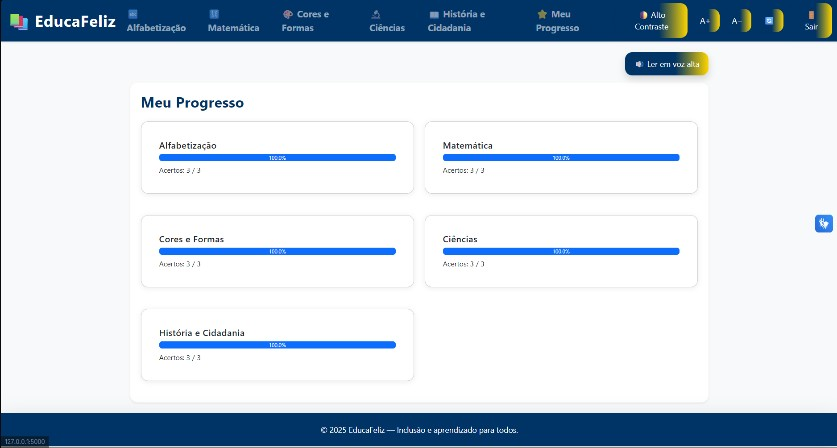 EducaFeliz
Alfabetização
Matemática
Cores e
Formas
Ciências
História e
Cidadania
Meu
Progresso
Alto
Contraste
A+
A-
Sair
Ler em voz alta
Meu Progresso
Alfabetização
100.0%
Acertos: 3 / 3
Matemática
100.0%
Acertos: 3 / 3
Cores e Formas
100.0%
Acertos: 3 / 3
Ciências
100.0%
Acertos: 3 / 3
História e Cidadania
100.0%
Acertos: 3 / 3
© 2025 EducaFeliz — Inclusão e aprendizado para todos.
127.0.0.1:5000